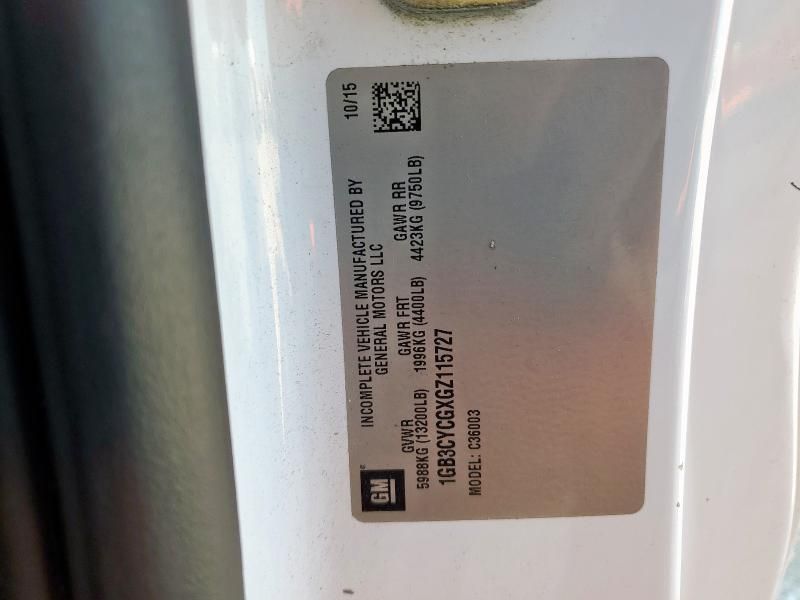 GM
INCOMPLETE VEHICLE MANUFACTURED BY 10/15
GENERAL MOTORS LLC
GVWR GAWR FRT GAWR RR
5988KG (13200LB) 1996KG (4400LB) 4423KG (9750LB)
1GB3CYCGXGZ115727
MODEL: C36003